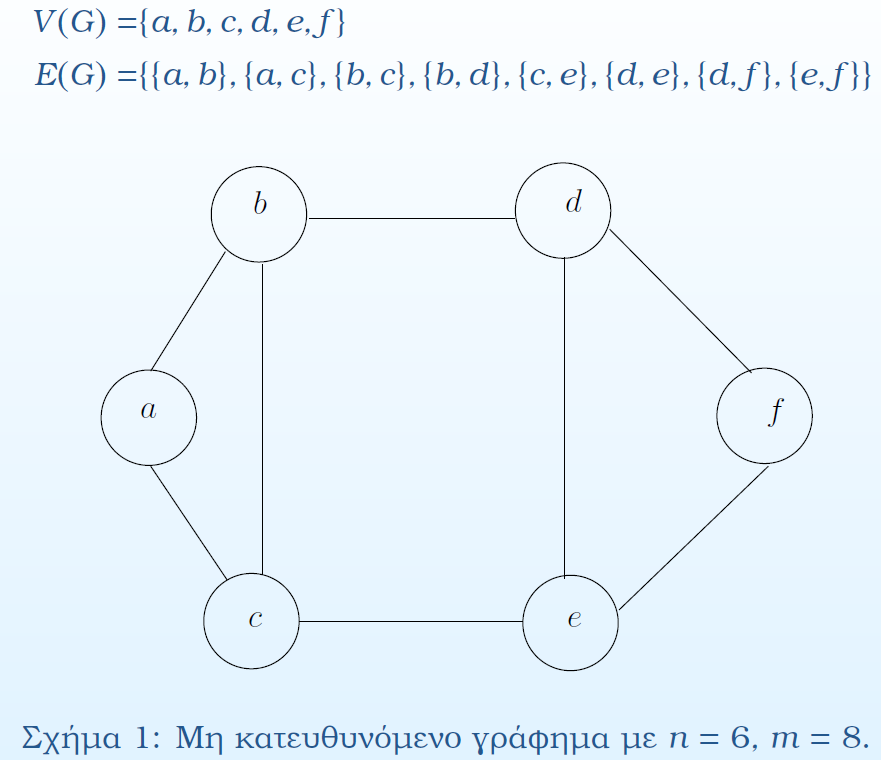 V(G) ={a, b, c, d, e, f}
E(G) ={{a, b}, {a, c}, {b, c}, {b, d}, {c, e}, {d, e}, {d, f}, {e, f}}
b
d
a
f
c
e
Σχήμα 1: Μη κατευθυνόμενο γράφημα με n = 6, m = 8.